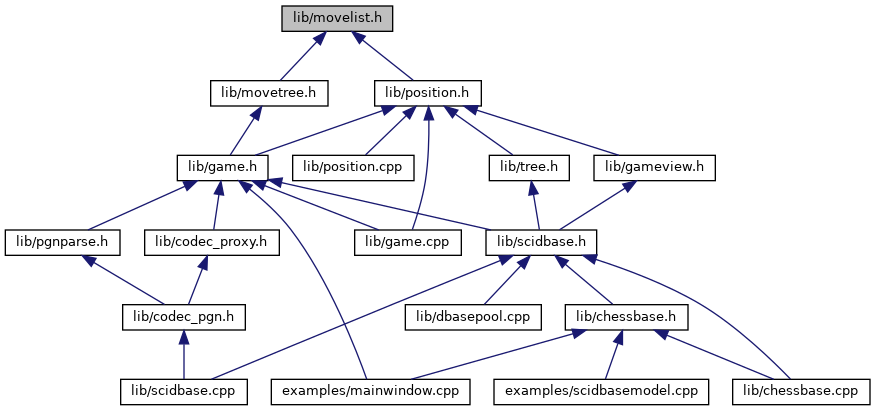 lib/movelist.h
lib/movetree.h
lib/position.h
lib/game.h
lib/position.cpp
lib/tree.h
lib/gameview.h
lib/pgnparse.h
lib/codec_proxy.h
lib/game.cpp
lib/scidbase.h
lib/codec_pgn.h
lib/dbasepool.cpp
lib/chessbase.h
lib/scidbase.cpp
examples/mainwindow.cpp
examples/scidbasemodel.cpp
lib/chessbase.cpp